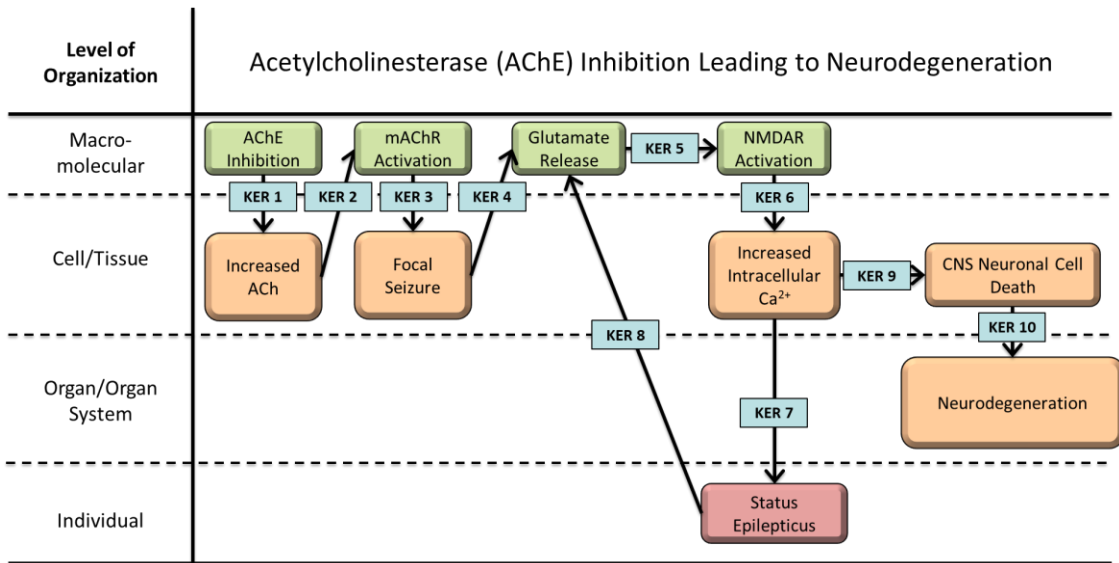 Level of
Organization
Acetylcholinesterase (AChE) Inhibition Leading to Neurodegeneration
Macro-
molecular
AChE
Inhibition
mAChR
Activation
Glutamate
Release
KER 5
NMDAR
Activation
KER 1
KER 2
KER 3
KER 4
KER 6
Cell/Tissue
Increased
ACh
Focal
Seizure
Increased
Intracellular
Ca²⁺
KER 9
CNS Neuronal Cell
Death
KER 8
KER 10
Organ/Organ
System
KER 7
Neurodegeneration
Individual
Status
Epilepticus